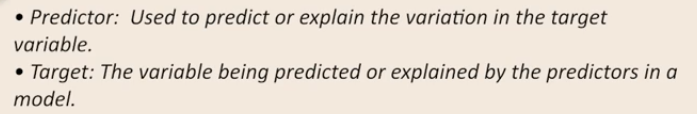 • Predictor: Used to predict or explain the variation in the target
variable.
• Target: The variable being predicted or explained by the predictors in a
model.